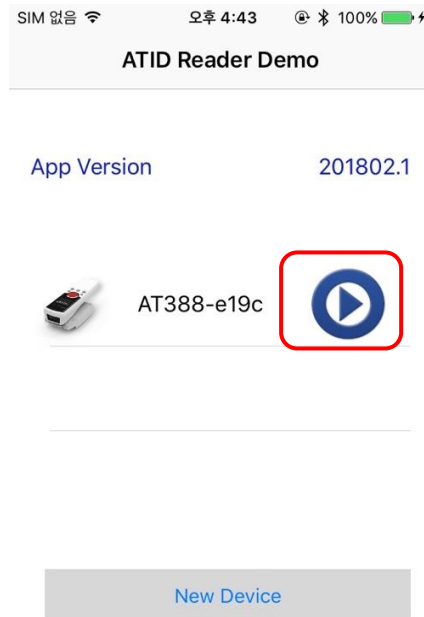 SIM 없음 오후 4:43 100%
ATID Reader Demo
App Version 201802.1
AT388-e19c
New Device